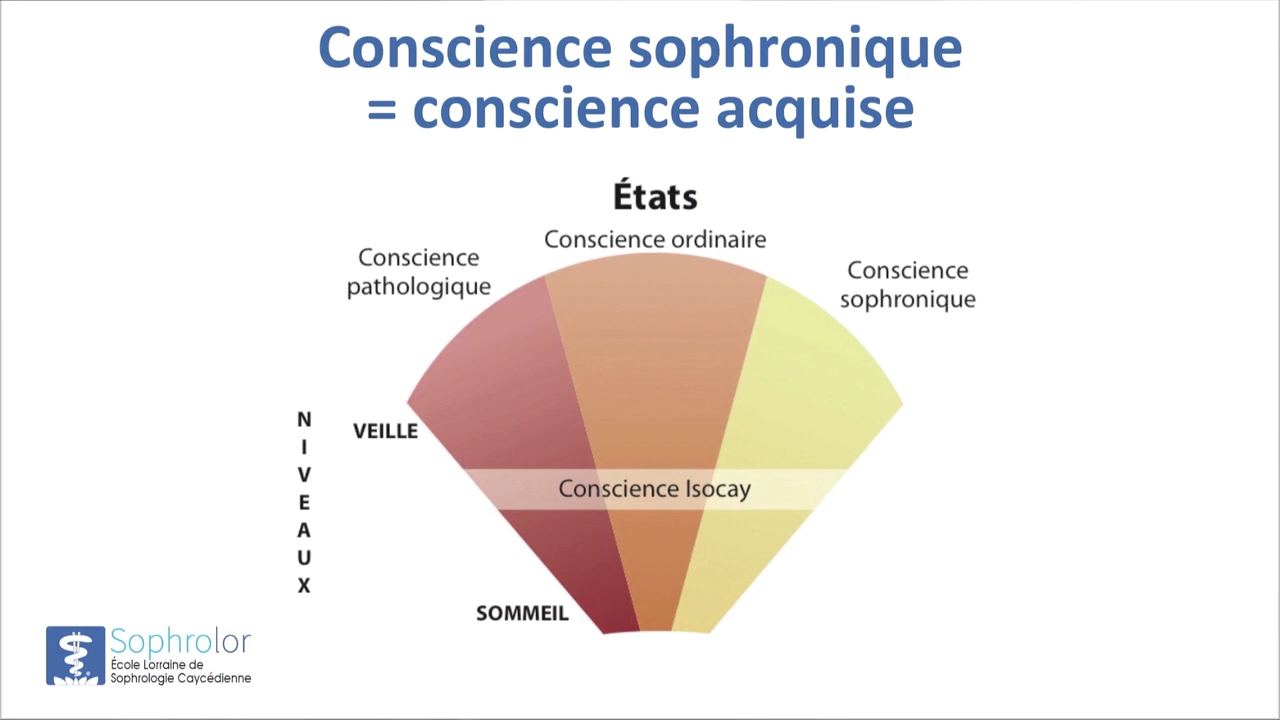 Conscience sophronique
= conscience acquise
États
Conscience ordinaire
Conscience
pathologique
Conscience
sophronique
N
I
V
E
A
U
X
VEILLE
Conscience Isocay
SOMMEIL
Sophrolor
École Lorraine de
Sophrologie Caycédienne